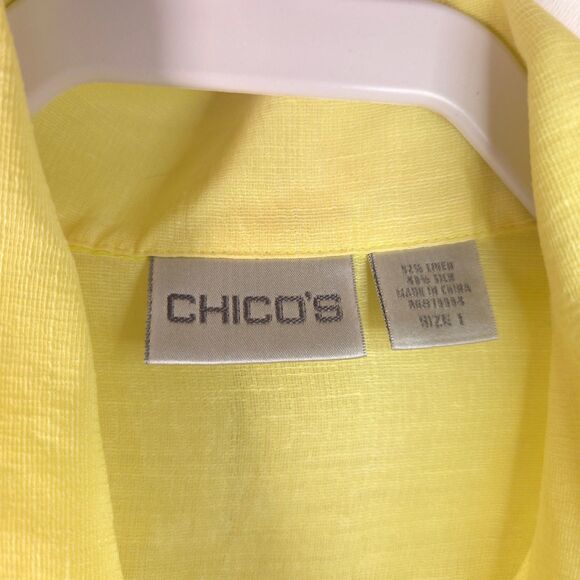 CHICO'S
52% LINEN
48% SILK
MADE IN CHINA
SIZE 1